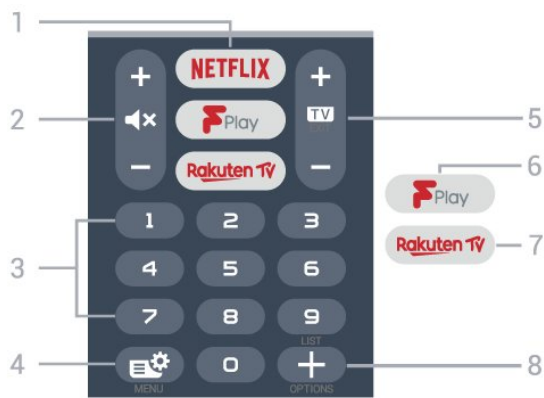 1
NETFLIX
+ +
2 TV 5
EXIT
F Play
- -
6
Rakuten TV
F Play
1 2 3
Rakuten TV 7
3 4 5 6
7 8 9
LIST
4 0 + 8
MENU OPTIONS